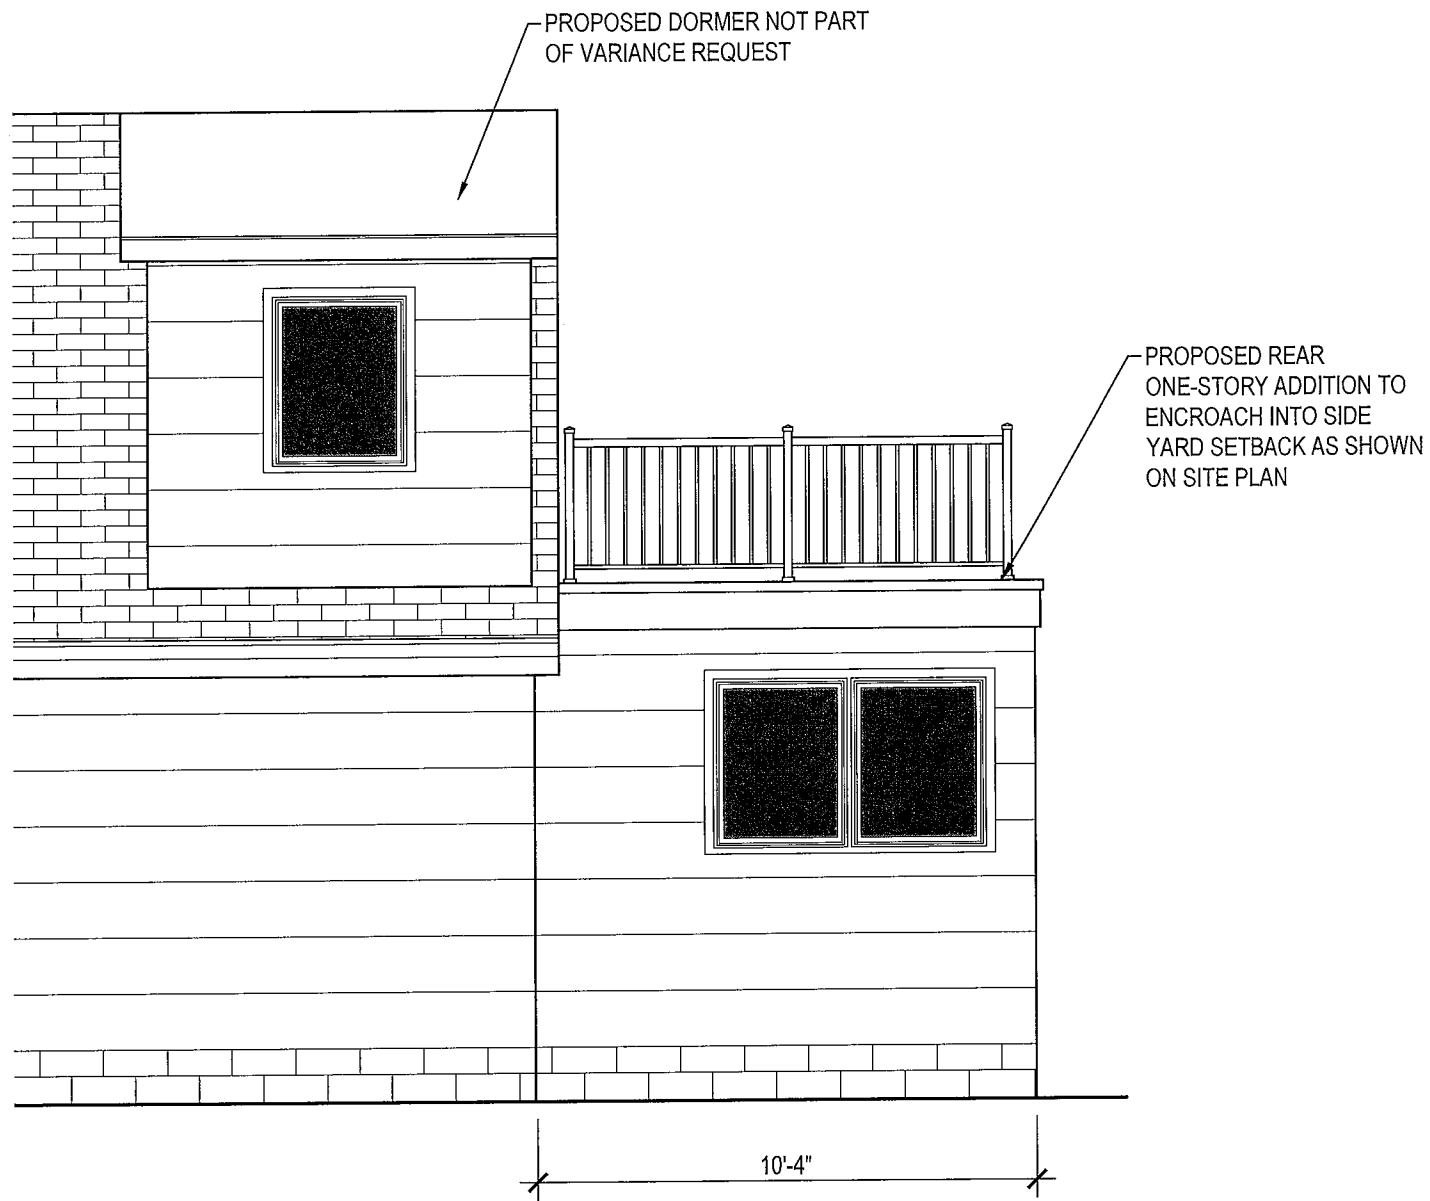 PROPOSED DORMER NOT PART
OF VARIANCE REQUEST
PROPOSED REAR
ONE-STORY ADDITION TO
ENCROACH INTO SIDE
YARD SETBACK AS SHOWN
ON SITE PLAN
10'-4"